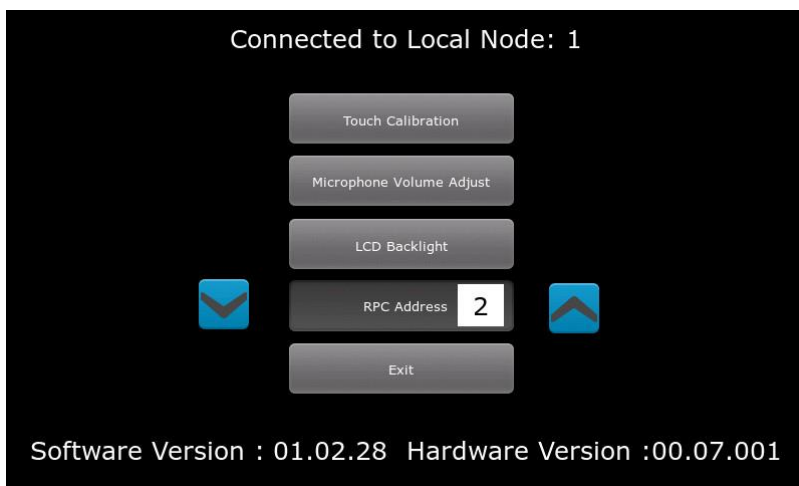 Connected to Local Node: 1
Touch Calibration
Microphone Volume Adjust
LCD Backlight
RPC Address 2
Exit
Software Version : 01.02.28 Hardware Version :00.07.001